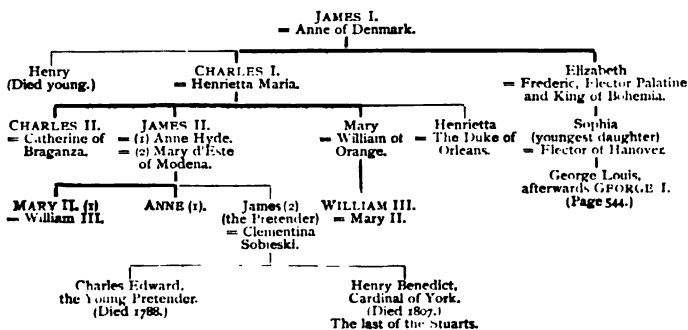 JAMES I.
= Anne of Denmark.
Henry
(Died young.)
CHARLES I.
= Henrietta Maria.
Elizabeth
= Frederic, Elector Palatine
and King of Bohemia.
CHARLES II.
= Catherine of
Braganza.
JAMES II.
= (1) Anne Hyde.
= (2) Mary d'Este
of Modena.
Mary
= William of
Orange.
Henrietta
= The Duke of
Orleans.
Sophia
(youngest daughter)
= Elector of Hanover.
George Louis,
afterwards GEORGE I.
(Page 544.)
MARY II. (1)
= William III.
ANNE (1).
James (2)
(the Pretender)
= Clementina
Sobieski.
WILLIAM III.
= Mary II.
Charles Edward,
the Young Pretender.
(Died 1788.)
Henry Benedict,
Cardinal of York.
(Died 1807.)
The last of the Stuarts.